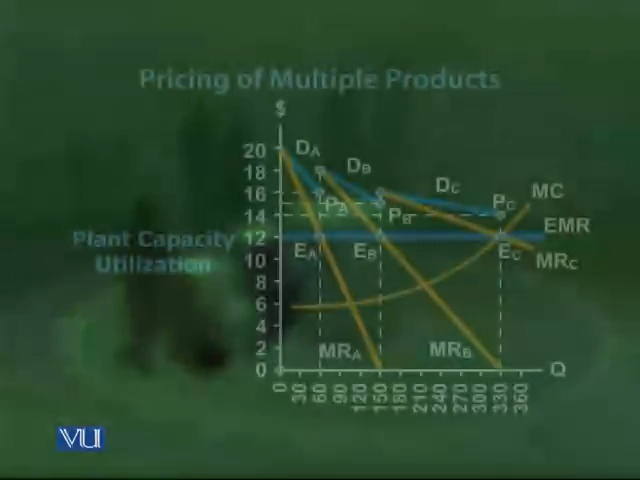 Pricing of Multiple Products
$
20
18
16
14
12
10
8
6
4
2
0
Plant Capacity
Utilization
DA
DB
DC
PA
PB
PC
MC
EMR
EA
EB
EC
MRC
MRA
MRB
Q
0 30 60 90 120 150 180 210 240 270 300 330 360
VU